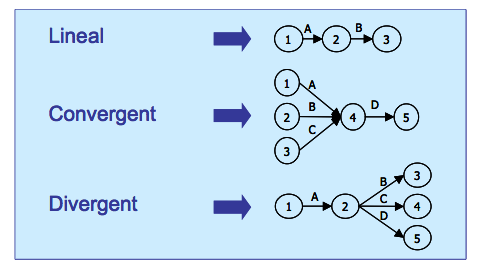 Lineal
1 A 2 B 3
Convergent
1 A
2 B 4 D 5
3 C
Divergent
1 A 2
B 3
C 4
D 5